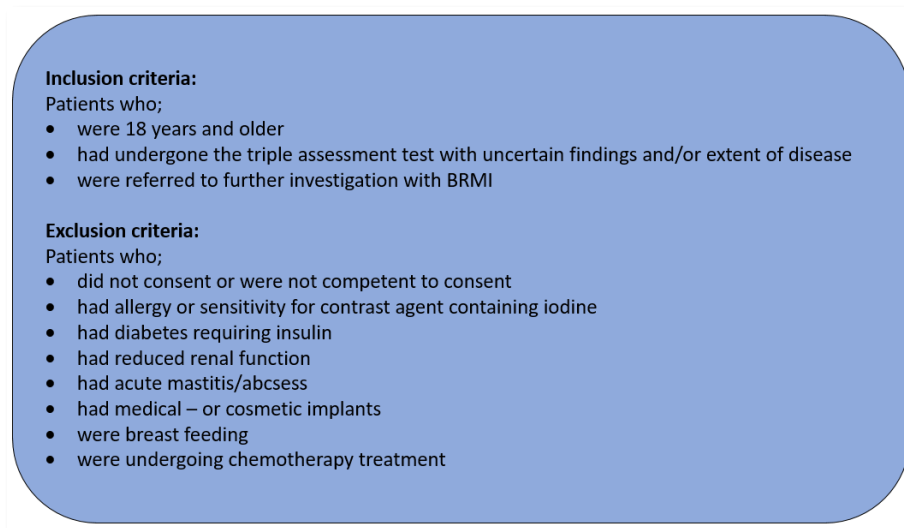 Inclusion criteria:
Patients who;
• were 18 years and older
• had undergone the triple assessment test with uncertain findings and/or extent of disease
• were referred to further investigation with BRMI
Exclusion criteria:
Patients who;
• did not consent or were not competent to consent
• had allergy or sensitivity for contrast agent containing iodine
• had diabetes requiring insulin
• had reduced renal function
• had acute mastitis/abcsess
• had medical – or cosmetic implants
• were breast feeding
• were undergoing chemotherapy treatment